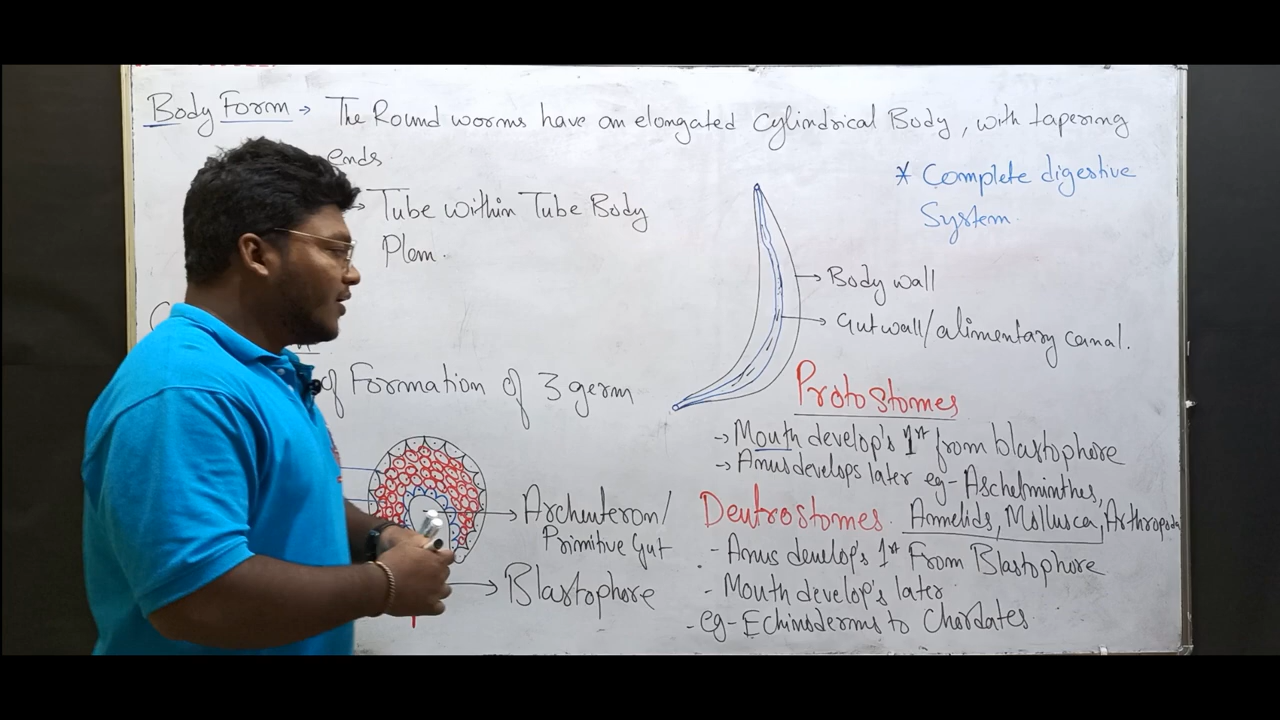 Body Form → The Round worms have an elongated Cylindrical Body, with tapering
ends
→ Tube within Tube Body
Plan.
* Complete digestive
System.
→ Body wall
→ Gut wall/alimentary canal.
of Formation of 3 germ
→ Archenteron/
Primitive Gut
→ Blastophore
Protostomes
→ Mouth develop's 1st from blastophore
→ Anus develops later eg- Aschelminthes,
Annelids, Mollusca, Arthropoda
Deutrostomes.
- Anus develop's 1st From Blastophore
- Mouth develop's later
- eg- Echinoderms to Chordates.